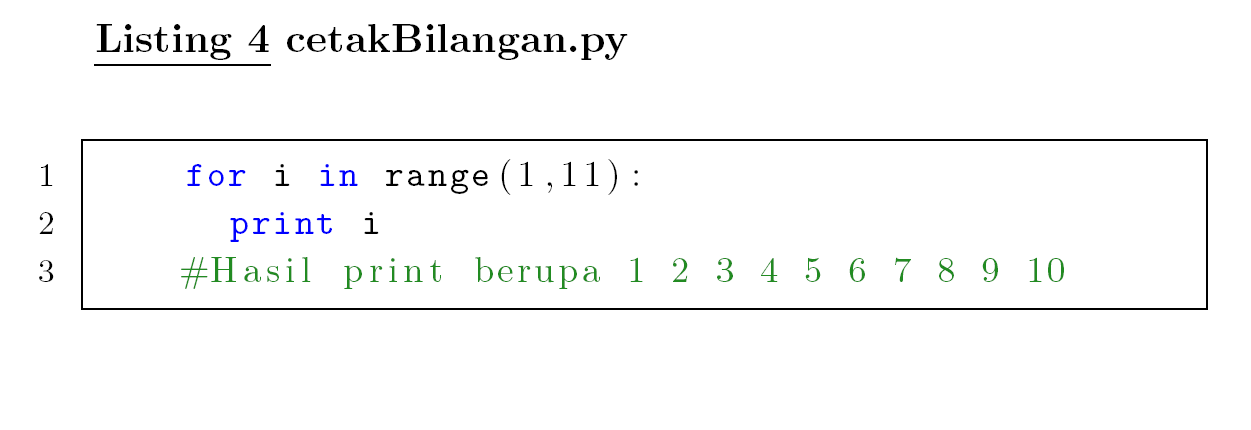 Listing 4 cetakBilangan.py
1 for i in range(1,11):
2 print i
3 #Hasil print berupa 1 2 3 4 5 6 7 8 9 10